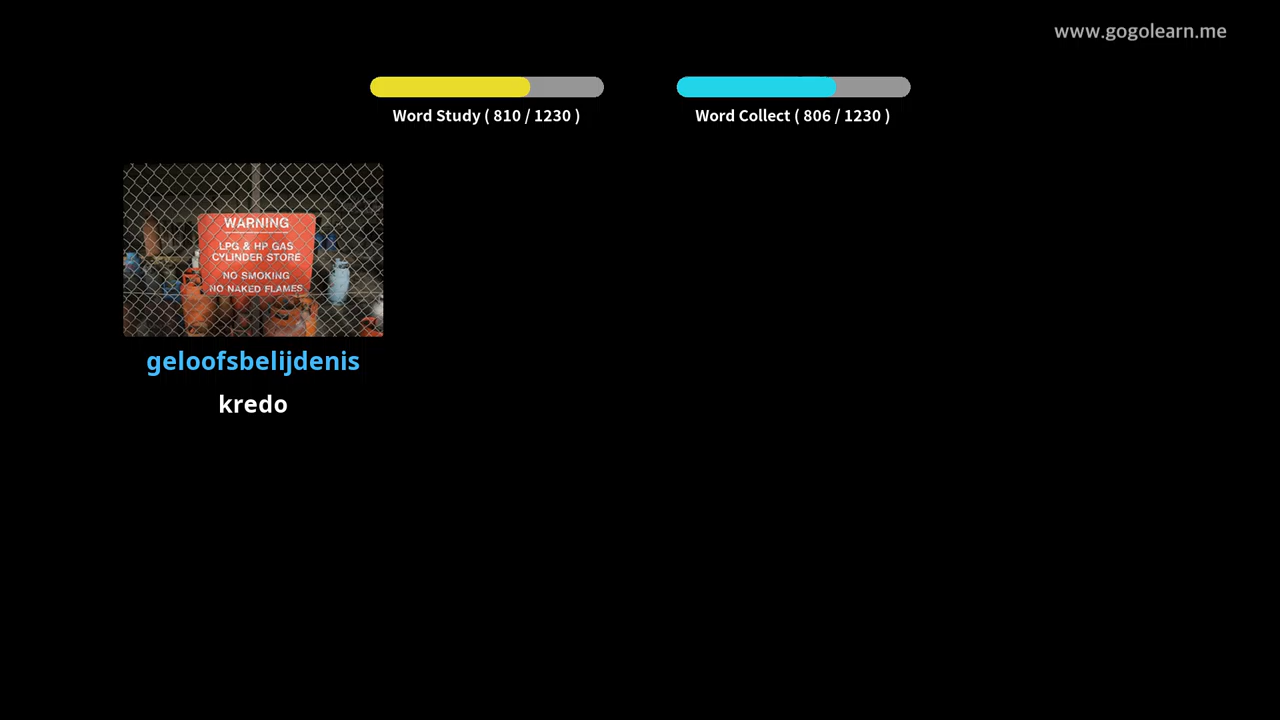 www.gogolearn.me
Word Study ( 810 / 1230 )
Word Collect ( 806 / 1230 )
WARNING
LPG & HP GAS
CYLINDER STORE
NO SMOKING
NO NAKED FLAMES
geloofsbelijdenis
kredo